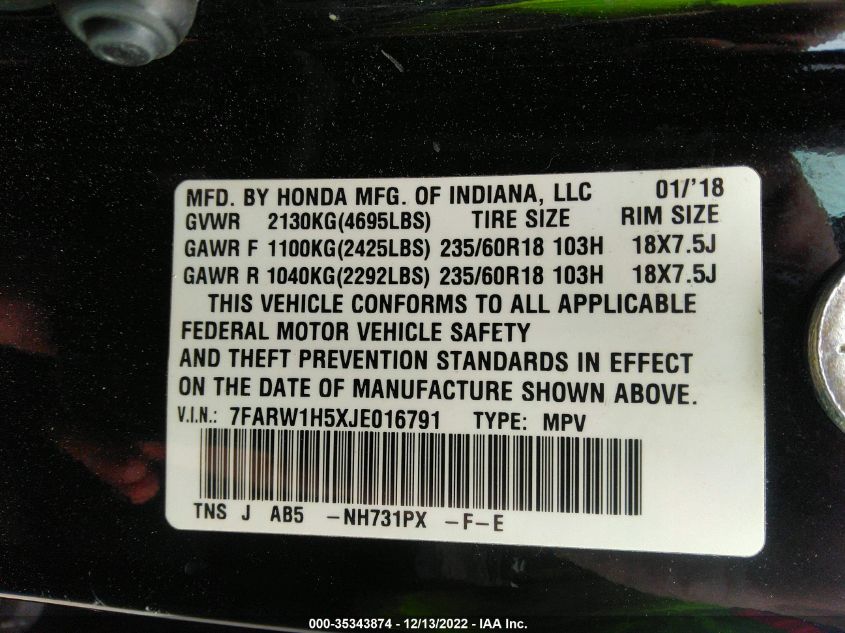 MFD. BY HONDA MFG. OF INDIANA, LLC 01/'18
GVWR 2130KG(4695LBS) TIRE SIZE RIM SIZE
GAWR F 1100KG(2425LBS) 235/60R18 103H 18X7.5J
GAWR R 1040KG(2292LBS) 235/60R18 103H 18X7.5J
THIS VEHICLE CONFORMS TO ALL APPLICABLE
FEDERAL MOTOR VEHICLE SAFETY
AND THEFT PREVENTION STANDARDS IN EFFECT
ON THE DATE OF MANUFACTURE SHOWN ABOVE.
V.I.N.: 7FARW1H5XJE016791 TYPE: MPV
TNS J AB5 -NH731PX -F-E
000-35343874 - 12/13/2022 - IAA Inc.